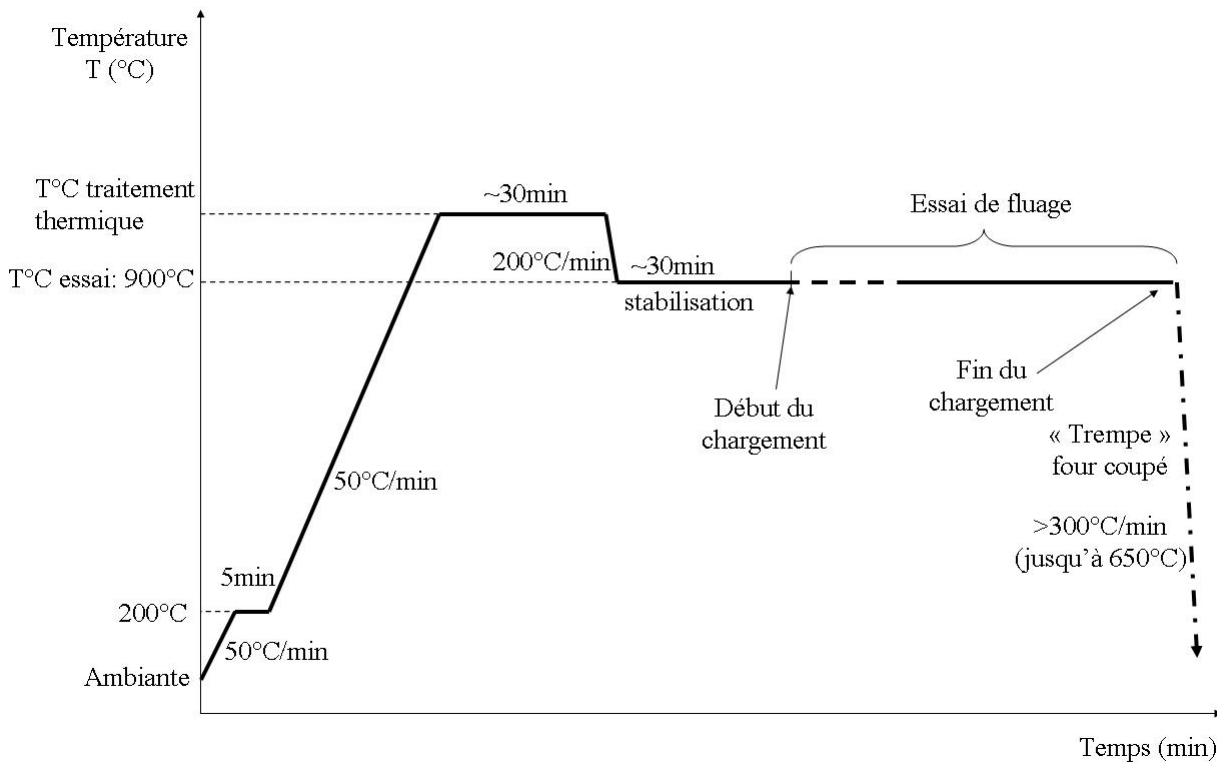 Température
T (°C)
T°C traitement
thermique
~30min
Essai de fluage
T°C essai: 900°C
200°C/min
~30min
stabilisation
Début du
chargement
Fin du
chargement
« Trempe »
four coupé
50°C/min
>300°C/min
(jusqu’à 650°C)
5min
200°C
50°C/min
Ambiante
Temps (min)